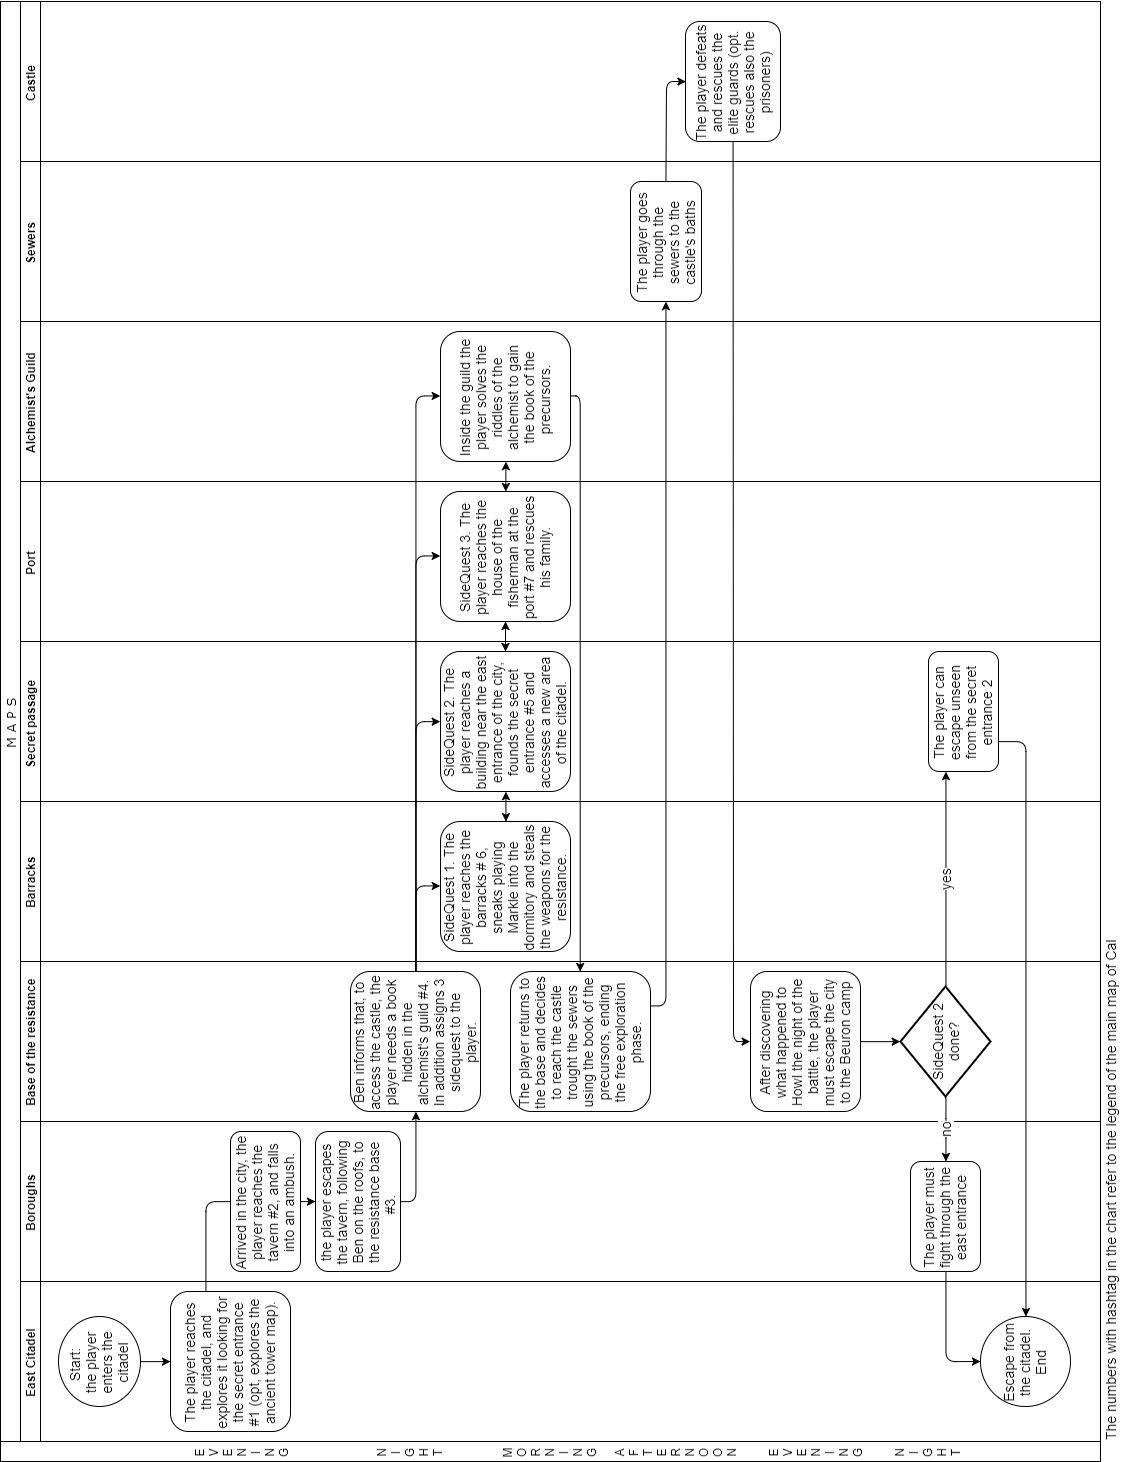 M A P S
East Citadel
Boroughs
Base of the resistance
Barracks
Secret passage
Port
Alchemist's Guild
Sewers
Castle
E V E N I N G
N I G H T
M O R N I N G
A F T E R N O O N
E V E N I N G
N I G H T
Start:
the player
enters the
citadel
The player reaches
the citadel, and
explores it looking for
the secret entrance
#1 (opt, explores the
ancient tower map).
Arrived in the city, the
player reaches the
tavern #2, and falls
into an ambush.
the player escapes
the tavern, following
Ben on the roofs, to
the resistance base
#3.
Ben informs that, to
access the castle, the
player needs a book
hidden in the
alchemist's guild #4.
In addition assigns 3
sidequest to the
player.
SideQuest 1. The
player reaches the
barracks # 6,
sneaks playing
Markle into the
dormitory and steals
the weapons for the
resistance.
SideQuest 2. The
player reaches a
building near the east
entrance of the city,
founds the secret
entrance #5 and
accesses a new area
of the citadel.
SideQuest 3. The
player reaches the
house of the
fisherman at the
port #7 and rescues
his family.
Inside the guild the
player solves the
riddles of the
alchemist to gain
the book of the
precursors.
The player returns to
the base and decides
to reach the castle
trought the sewers
using the book of the
precursors, ending
the free exploration
phase.
The player goes
through the
sewers to the
castle's baths
The player defeats
and rescues the
elite guards (opt.
rescues also the
prisoners)
After discovering
what happened to
Howl the night of the
battle, the player
must escape the city
to the Beuron camp
SideQuest 2
done?
yes
no
The player can
escape unseen
from the secret
entrance 2
The player must
fight through the
east entrance
Escape from
the citadel.
End
The numbers with hashtag in the chart refer to the legend of the main map of Cal